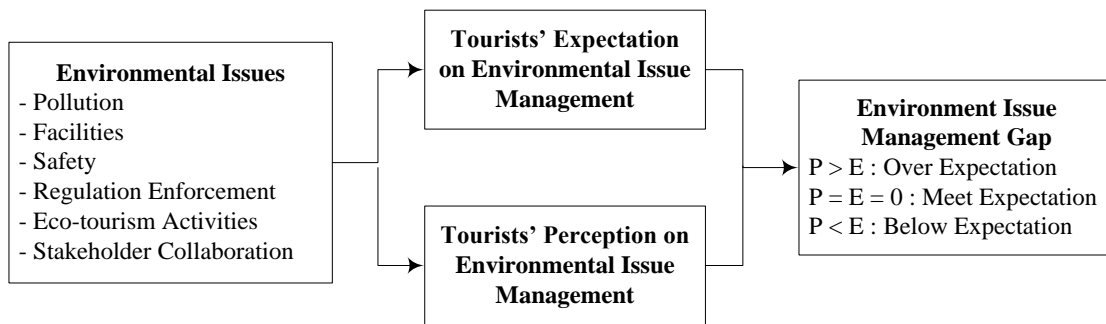 Environmental Issues
- Pollution
- Facilities
- Safety
- Regulation Enforcement
- Eco-tourism Activities
- Stakeholder Collaboration
Tourists’ Expectation
on Environmental Issue
Management
Tourists’ Perception on
Environmental Issue
Management
Environment Issue
Management Gap
P > E : Over Expectation
P = E = 0 : Meet Expectation
P < E : Below Expectation